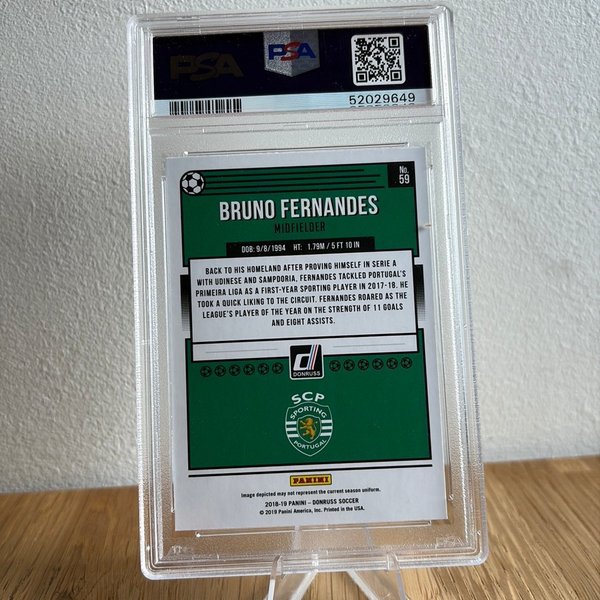 PSA
PSA
52029649
No.
59
BRUNO FERNANDES
MIDFIELDER
DOB: 9/8/1994 HT: 1.79M / 5 FT 10 IN
BACK TO HIS HOMELAND AFTER PROVING HIMSELF IN SERIE A
WITH UDINESE AND SAMPDORIA, FERNANDES TACKLED PORTUGAL'S
PRIMEIRA LIGA AS A FIRST-YEAR SPORTING PLAYER IN 2017-18. HE
TOOK A QUICK LIKING TO THE CIRCUIT. FERNANDES ROARED AS THE
LEAGUE'S PLAYER OF THE YEAR ON THE STRENGTH OF 11 GOALS
AND EIGHT ASSISTS.
d
DONRUSS
SCP
SPORTING
PORTUGAL
PANINI
Image depicted may not represent the current season uniform.
2018-19 PANINI – DONRUSS SOCCER
© 2019 Panini America, Inc. Printed in the USA.